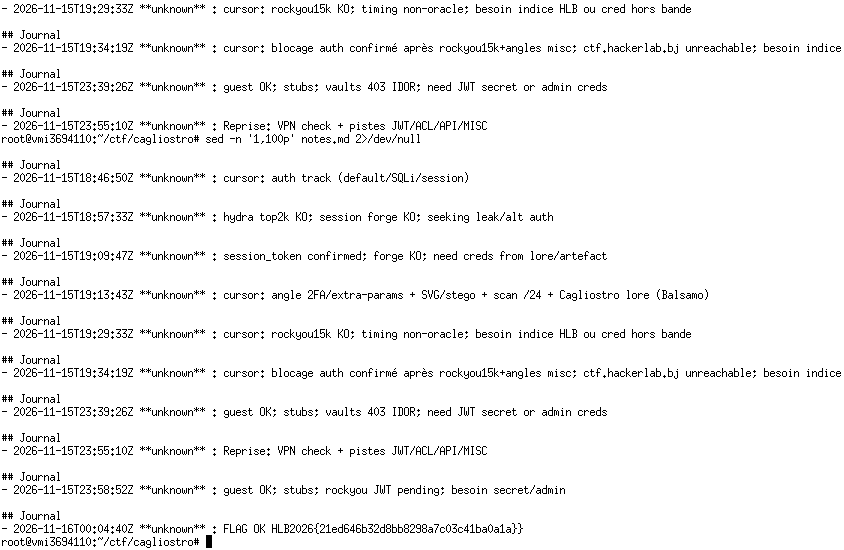 - 2026-11-15T19:29:33Z **unknown** : cursor: rockyou15k KO; timing non-oracle; besoin indice HLB ou cred hors bande
## Journal
- 2026-11-15T19:34:19Z **unknown** : cursor: blocage auth confirmé après rockyou15k+angles misc; ctf.hackerlab.bj unreachable; besoin indice
## Journal
- 2026-11-15T23:39:26Z **unknown** : guest OK; stubs; vaults 403 IDOR; need JWT secret or admin creds
## Journal
- 2026-11-15T23:55:10Z **unknown** : Reprise: VPN check + pistes JWT/ACL/API/MISC
root@vmi3694110:~/ctf/cagliostro# sed -n '1,100p' notes.md 2>/dev/null
## Journal
- 2026-11-15T18:46:50Z **unknown** : cursor: auth track (default/SQLi/session)
## Journal
- 2026-11-15T18:57:33Z **unknown** : hydra top2k KO; session forge KO; seeking leak/alt auth
## Journal
- 2026-11-15T19:09:47Z **unknown** : session_token confirmed; forge KO; need creds from lore/artefact
## Journal
- 2026-11-15T19:13:43Z **unknown** : cursor: angle 2FA/extra-params + SVG/stego + scan /24 + Cagliostro lore (Balsamo)
## Journal
- 2026-11-15T19:29:33Z **unknown** : cursor: rockyou15k KO; timing non-oracle; besoin indice HLB ou cred hors bande
## Journal
- 2026-11-15T19:34:19Z **unknown** : cursor: blocage auth confirmé après rockyou15k+angles misc; ctf.hackerlab.bj unreachable; besoin indice
## Journal
- 2026-11-15T23:39:26Z **unknown** : guest OK; stubs; vaults 403 IDOR; need JWT secret or admin creds
## Journal
- 2026-11-15T23:55:10Z **unknown** : Reprise: VPN check + pistes JWT/ACL/API/MISC
## Journal
- 2026-11-15T23:58:52Z **unknown** : guest OK; stubs; rockyou JWT pending; besoin secret/admin
## Journal
- 2026-11-16T00:04:40Z **unknown** : FLAG OK HLB2026{21ed646b32d8bb8298a7c03c41ba0a1a}}
root@vmi3694110:~/ctf/cagliostro#